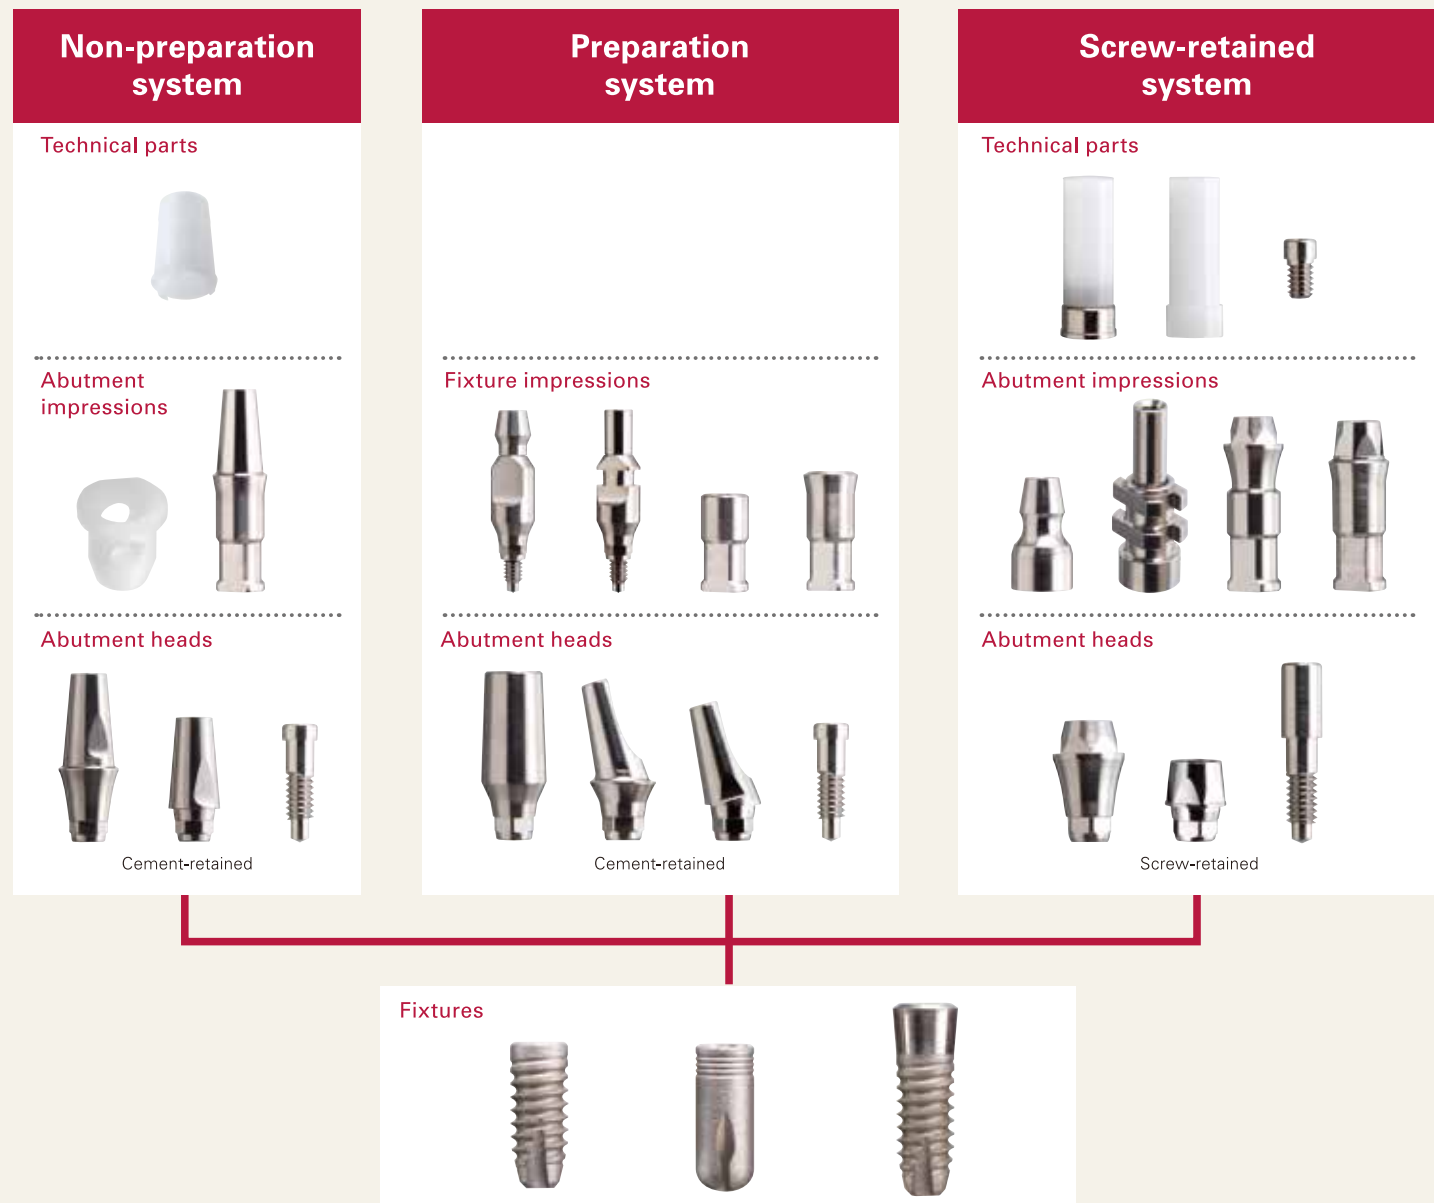 Non-preparation
system
Technical parts
Abutment
impressions
Abutment heads
Cement-retained
Preparation
system
Fixture impressions
Abutment heads
Cement-retained
Screw-retained
system
Technical parts
Abutment impressions
Abutment heads
Screw-retained
Fixtures